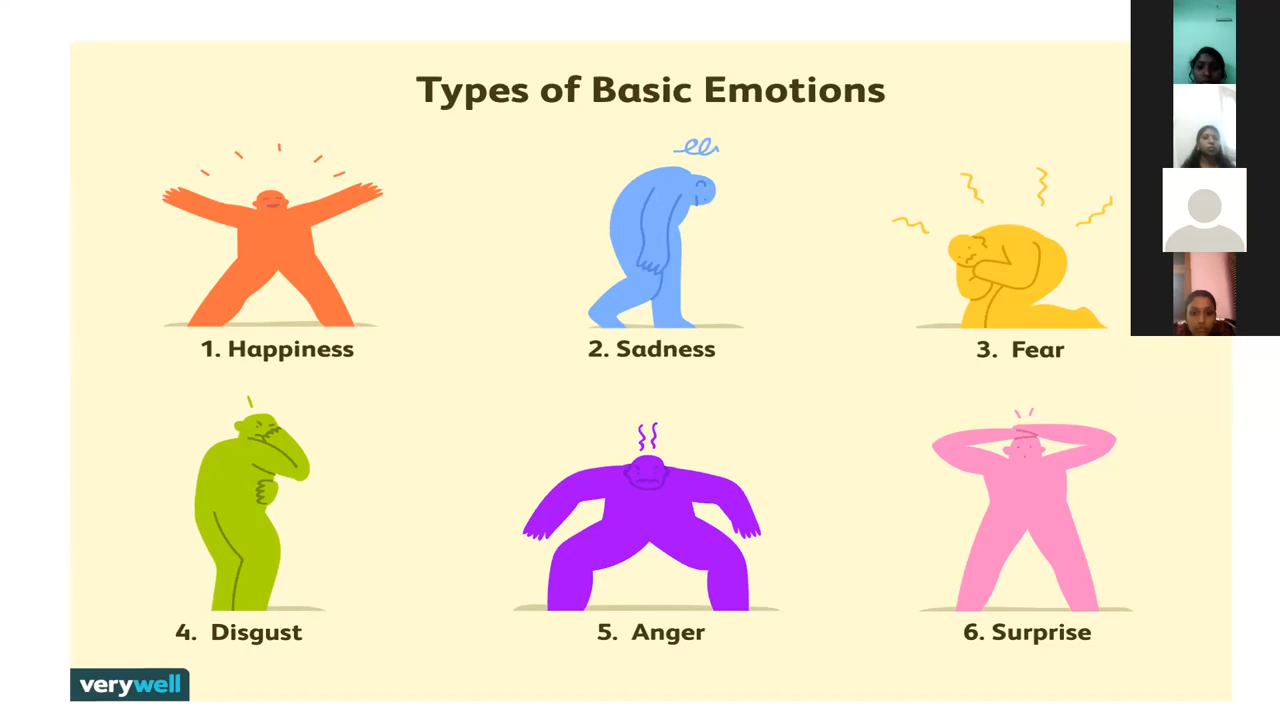 Types of Basic Emotions
1. Happiness
2. Sadness
3. Fear
4. Disgust
5. Anger
6. Surprise
verywell